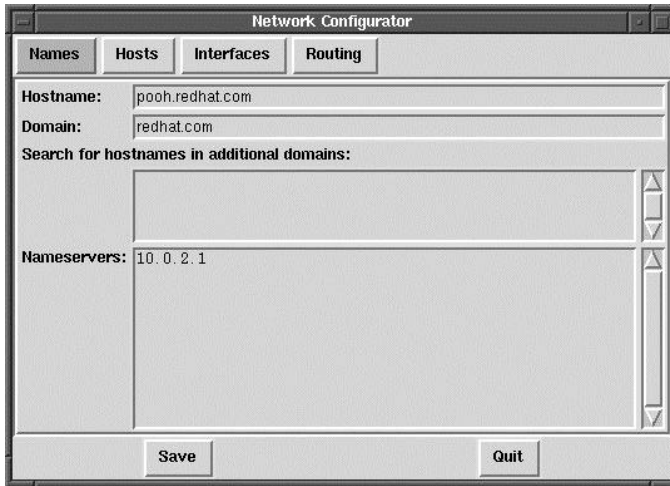 Network Configurator
Names Hosts Interfaces Routing
Hostname: pooh.redhat.com
Domain: redhat.com
Search for hostnames in additional domains:
Nameservers: 10.0.2.1
Save Quit